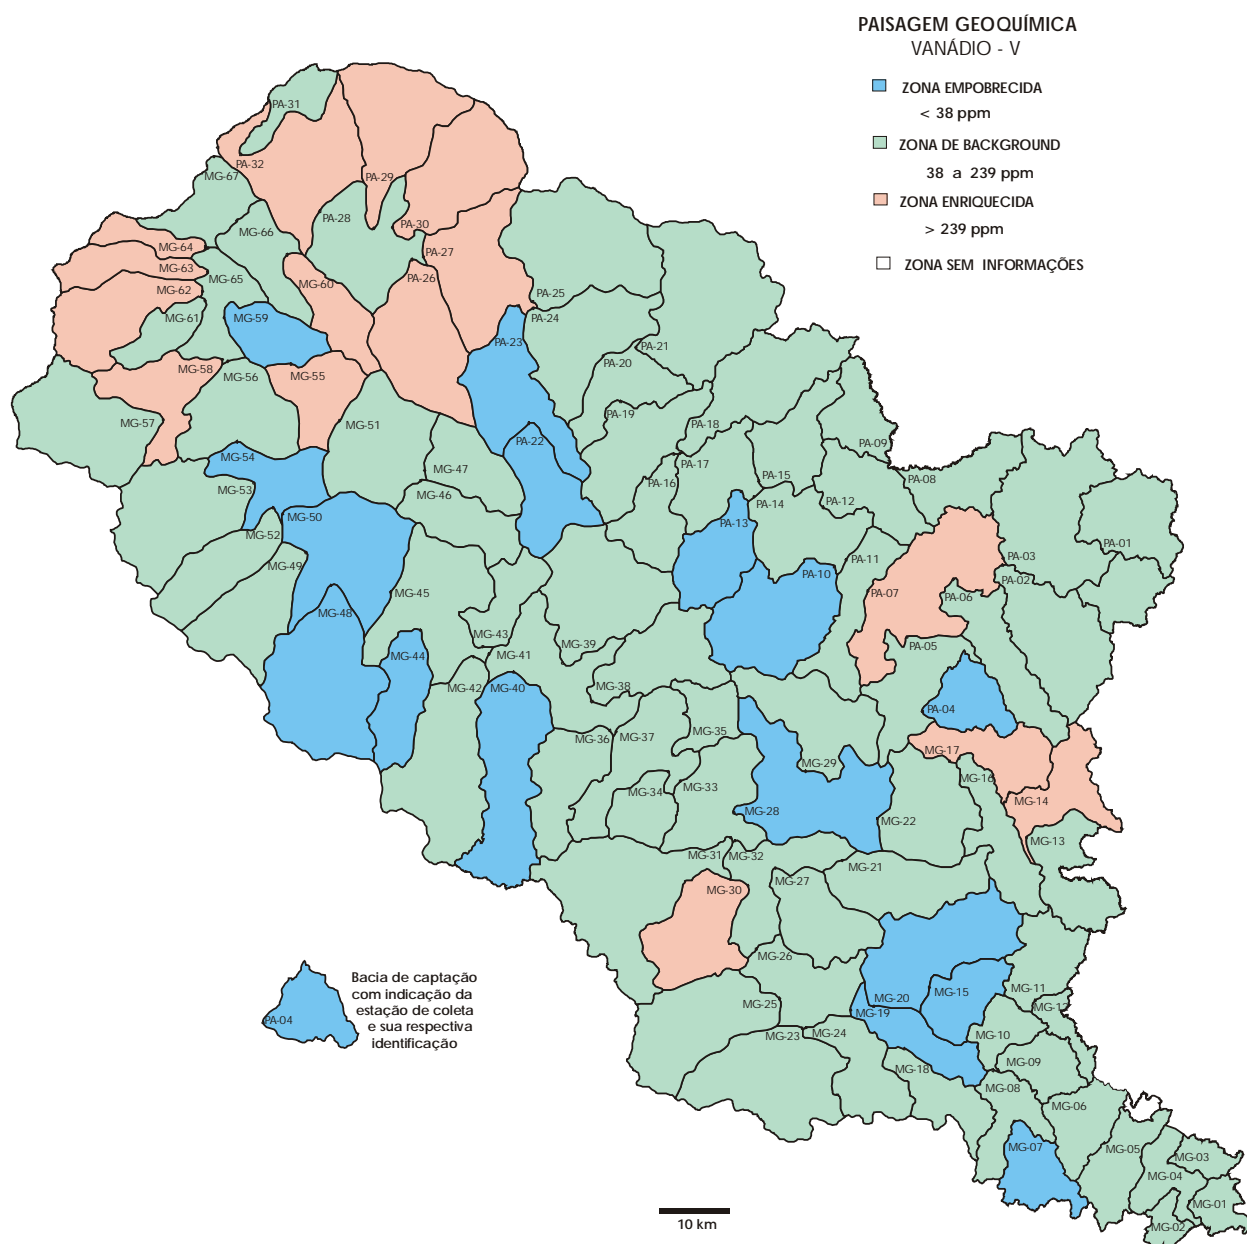 PAISAGEM GEOQUÍMICA
VANÁDIO - V
ZONA EMPOBRECIDA
< 38 ppm
ZONA DE BACKGROUND
38 a 239 ppm
ZONA ENRIQUECIDA
> 239 ppm
ZONA SEM INFORMAÇÕES
PA-31
PA-32
MG-67
PA-29
PA-28
PA-30
MG-66
MG-64
PA-27
MG-63
MG-65
PA-26
MG-60
MG-62
PA-25
MG-61
MG-59
PA-24
PA-23
PA-21
PA-20
MG-58
MG-56
MG-55
PA-19
MG-57
MG-51
PA-18
PA-22
PA-09
MG-54
PA-17
MG-47
PA-15
PA-16
PA-08
MG-53
MG-46
PA-14
PA-12
MG-50
PA-13
MG-52
PA-01
PA-03
PA-11
MG-49
PA-10
PA-02
MG-45
PA-07
PA-06
MG-48
MG-43
MG-39
PA-05
MG-44
MG-41
MG-42
MG-40
MG-38
PA-04
MG-35
MG-36
MG-37
MG-17
MG-29
MG-16
MG-33
MG-34
MG-14
MG-28
MG-22
MG-13
MG-31
MG-32
MG-21
MG-27
MG-30
MG-26
Bacia de captação
com indicação da
estação de coleta
e sua respectiva
identificação
PA-04
MG-15
MG-11
MG-20
MG-25
MG-12
MG-19
MG-23
MG-24
MG-10
MG-09
MG-18
MG-08
MG-06
MG-07
MG-05
MG-03
MG-04
MG-01
MG-02
10 km